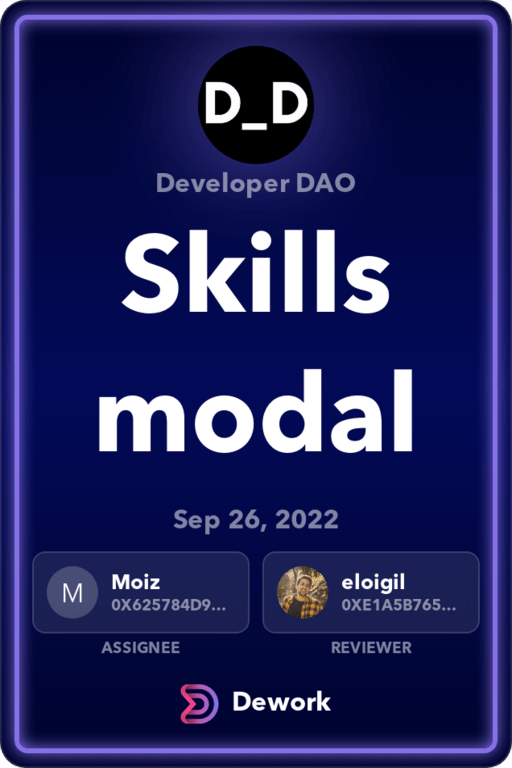 D_D
Developer DAO
Skills
modal
Sep 26, 2022
M
Moiz
0X625784D9...
eloigil
0XE1A5B765...
ASSIGNEE
REVIEWER
Dework